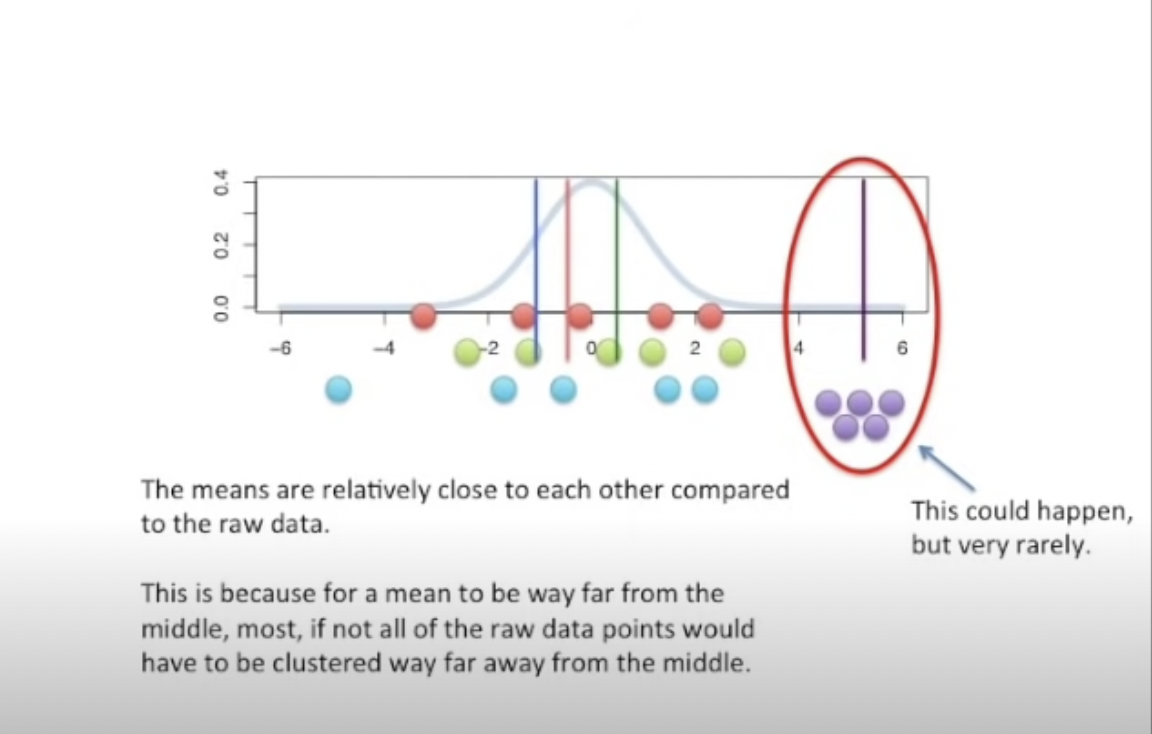 0.4
0.2
0.0
−6 −4 −2 0 2 4 6
The means are relatively close to each other compared
to the raw data.
This could happen,
but very rarely.
This is because for a mean to be way far from the
middle, most, if not all of the raw data points would
have to be clustered way far away from the middle.